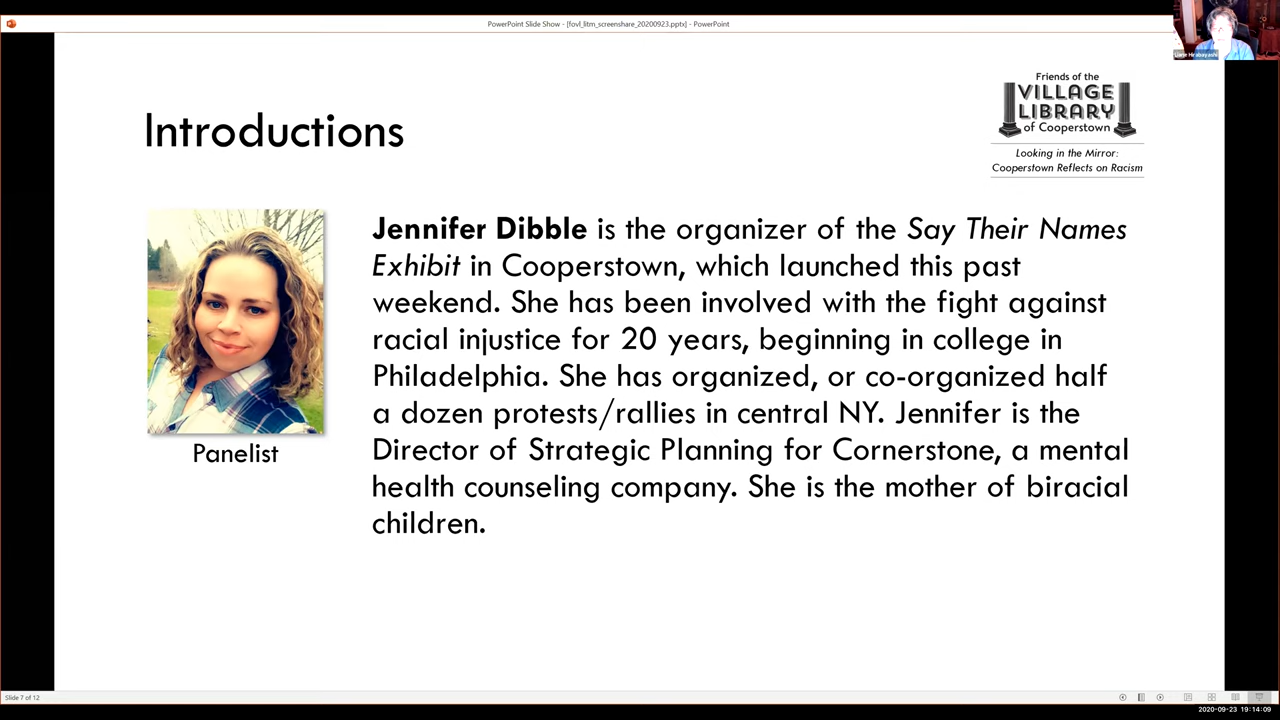 PowerPoint Slide Show - [fovl_litm_screenshare_20200923.pptx] - PowerPoint
Hirabayashi
Friends of the
VILLAGE
LIBRARY
of Cooperstown
Looking in the Mirror:
Cooperstown Reflects on Racism
Introductions
Jennifer Dibble is the organizer of the Say Their Names
Exhibit in Cooperstown, which launched this past
weekend. She has been involved with the fight against
racial injustice for 20 years, beginning in college in
Philadelphia. She has organized, or co-organized half
a dozen protests/rallies in central NY. Jennifer is the
Director of Strategic Planning for Cornerstone, a mental
health counseling company. She is the mother of biracial
children.
Panelist
Slide 7 of 12
2020-09-23 19:14:09